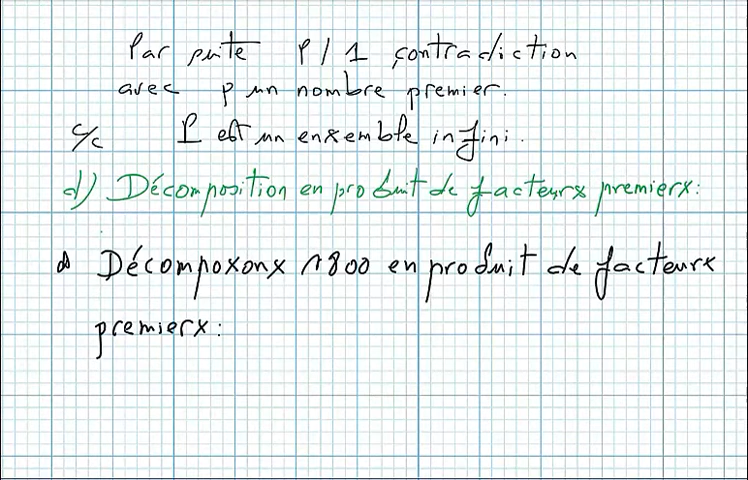 Par suite p / 1 contradiction
avec p un nombre premier.
c/c P est un ensemble infini.
d) Décomposition en produit de facteurs premiers:
Décomposons 1800 en produit de facteurs
premiers: